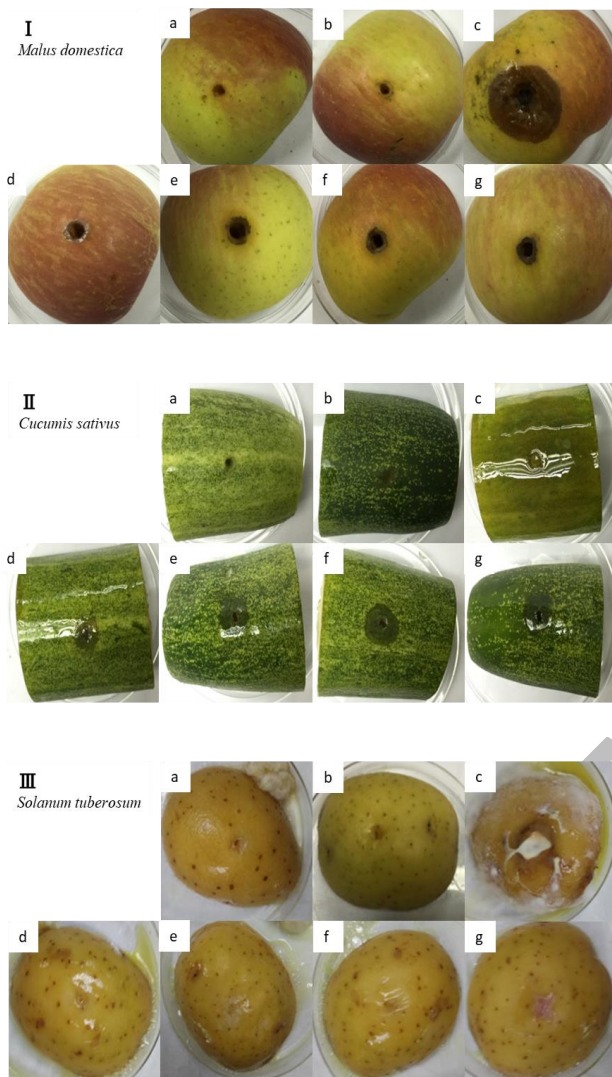 I
Malus domestica
a
b
c
d
e
f
g
II
Cucumis sativus
a
b
c
d
e
f
g
III
Solanum tuberosum
a
b
c
d
e
f
g